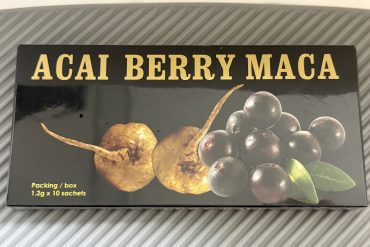 ACAI BERRY MACA
Packing / box
1.2g x 10 sachets